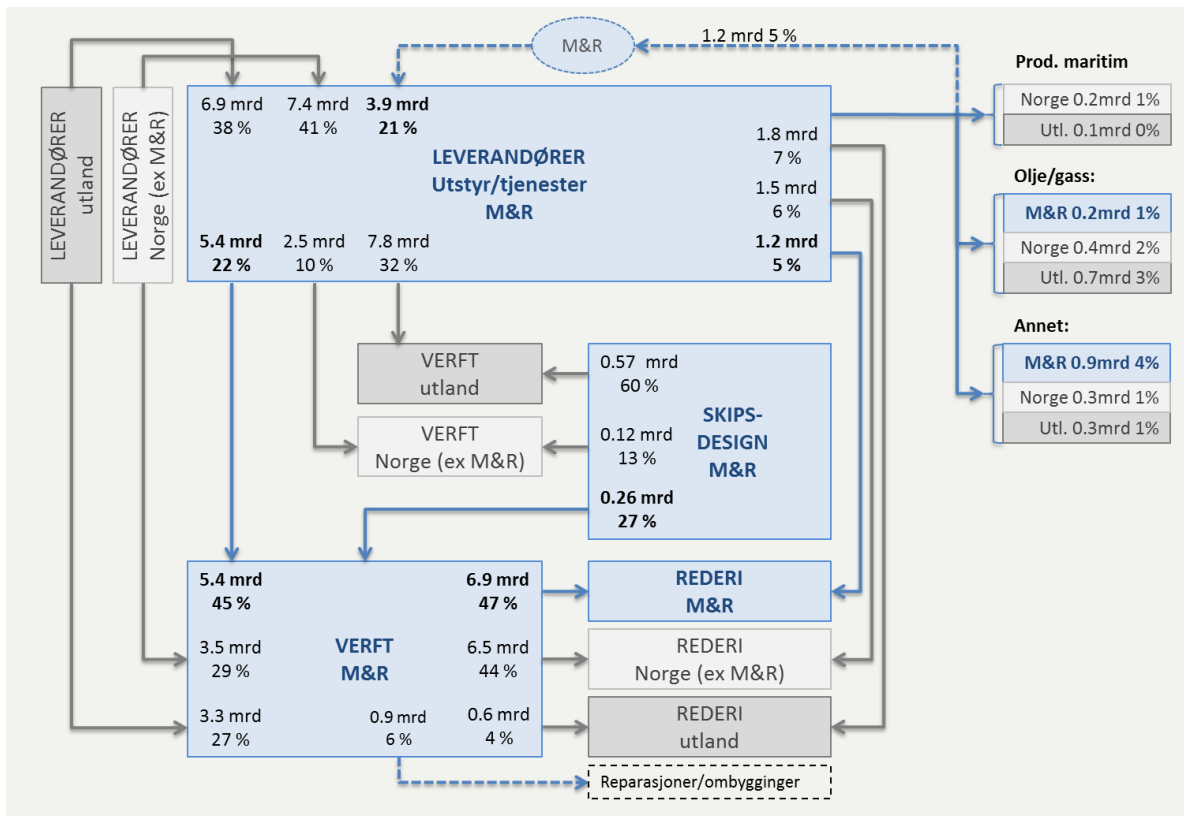 M&R
1.2 mrd 5 %
Prod. maritim
Norge 0.2mrd 1%
Utl. 0.1mrd 0%
Olje/gass:
M&R 0.2mrd 1%
Norge 0.4mrd 2%
Utl. 0.7mrd 3%
Annet:
M&R 0.9mrd 4%
Norge 0.3mrd 1%
Utl. 0.3mrd 1%
LEVERANDØRER
utland
LEVERANDØRER
Norge (ex M&R)
6.9 mrd
38 %
7.4 mrd
41 %
3.9 mrd
21 %
LEVERANDØRER
Utstyr/tjenester
M&R
1.8 mrd
7 %
1.5 mrd
6 %
1.2 mrd
5 %
5.4 mrd
22 %
2.5 mrd
10 %
7.8 mrd
32 %
VERFT
utland
VERFT
Norge (ex M&R)
0.57 mrd
60 %
0.12 mrd
13 %
0.26 mrd
27 %
SKIPS-
DESIGN
M&R
5.4 mrd
45 %
3.5 mrd
29 %
3.3 mrd
27 %
VERFT
M&R
0.9 mrd
6 %
6.9 mrd
47 %
6.5 mrd
44 %
0.6 mrd
4 %
REDERI
M&R
REDERI
Norge (ex M&R)
REDERI
utland
Reparasjoner/ombygginger